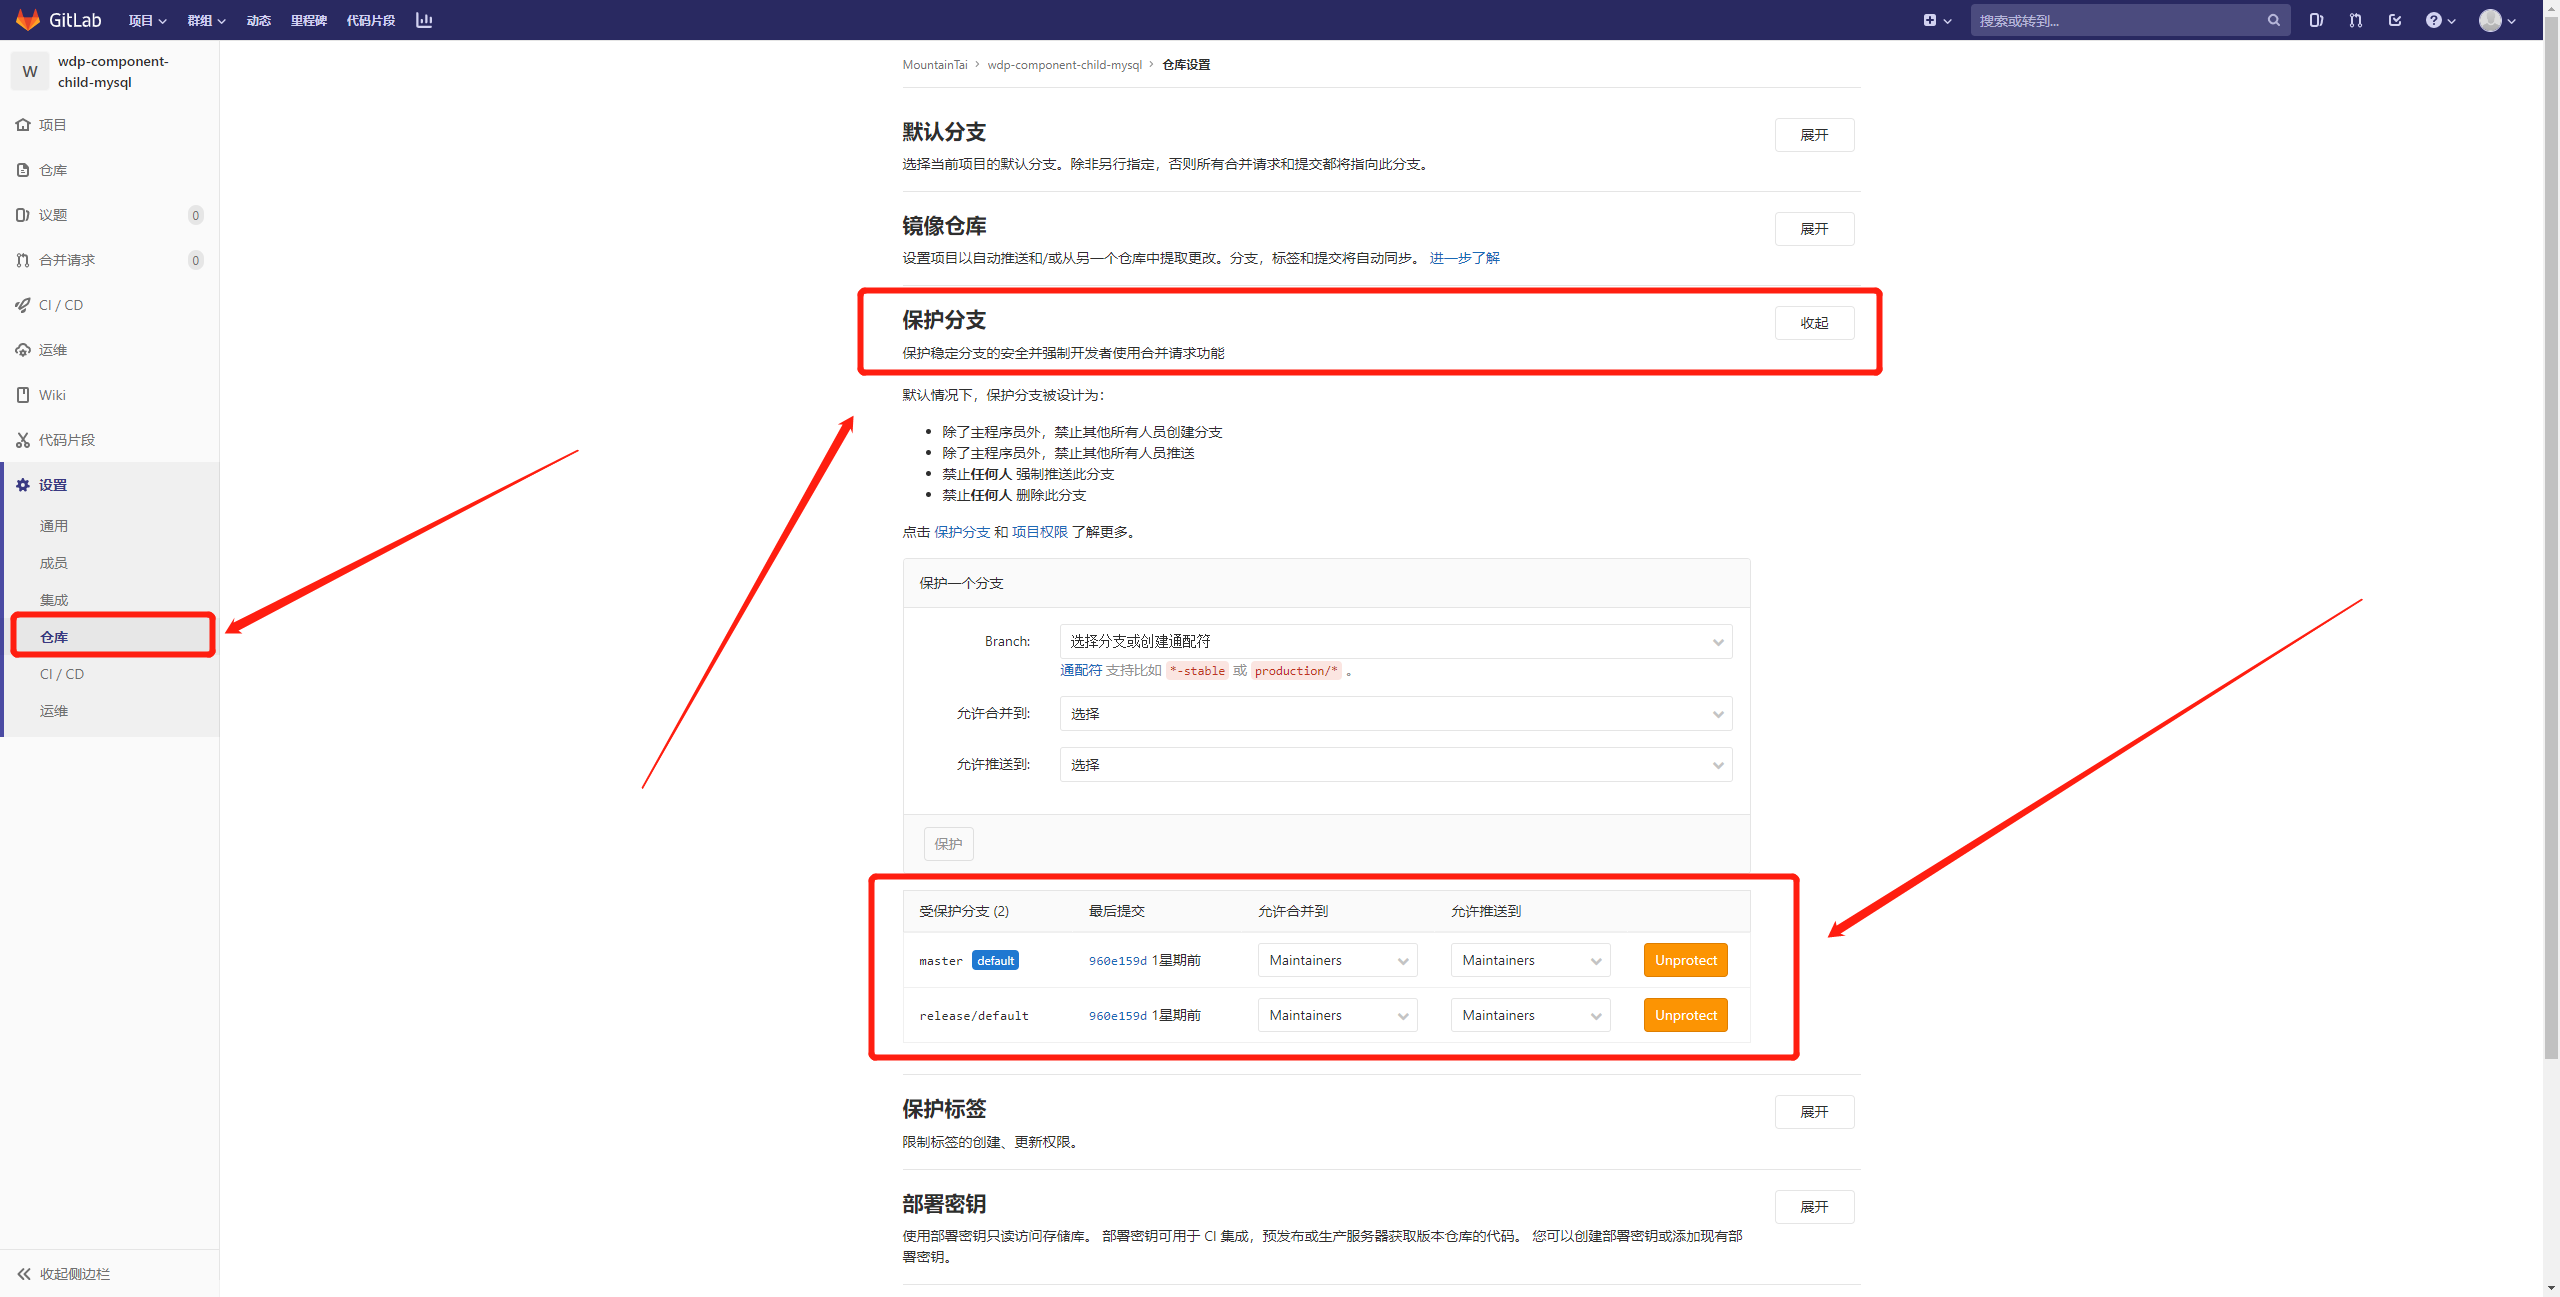 GitLab 项目 群组 动态 里程碑 代码片段 搜索或转到...
W wdp-component-child-mysql
项目
仓库
议题 0
合并请求 0
CI / CD
运维
Wiki
代码片段
设置
通用
成员
集成
仓库
CI / CD
运维
收起侧边栏
MountainTai > wdp-component-child-mysql > 仓库设置
默认分支
展开
选择当前项目的默认分支。除非另行指定，否则所有合并请求和提交都将指向此分支。
镜像仓库
展开
设置项目以自动推送和/或从另一个仓库中提取更改。分支，标签和提交将自动同步。 进一步了解
保护分支
收起
保护稳定分支的安全并强制开发者使用合并请求功能
默认情况下，保护分支被设计为：
• 除了主程序员外，禁止其他所有人员创建分支
• 除了主程序员外，禁止其他所有人员推送
• 禁止任何人 强制推送此分支
• 禁止任何人 删除此分支
点击 保护分支 和 项目权限 了解更多。
保护一个分支
Branch: 选择分支或创建通配符
通配符 支持比如 *-stable 或 production/* 。
允许合并到: 选择
允许推送到: 选择
保护
受保护分支 (2) 最后提交 允许合并到 允许推送到
master default 960e159d 1星期前 Maintainers Maintainers Unprotect
release/default 960e159d 1星期前 Maintainers Maintainers Unprotect
保护标签
展开
限制标签的创建、更新权限。
部署密钥
展开
使用部署密钥只读访问存储库。 部署密钥可用于 CI 集成，预发布或生产服务器获取版本仓库的代码。 您可以创建部署密钥或添加现有部
署密钥。